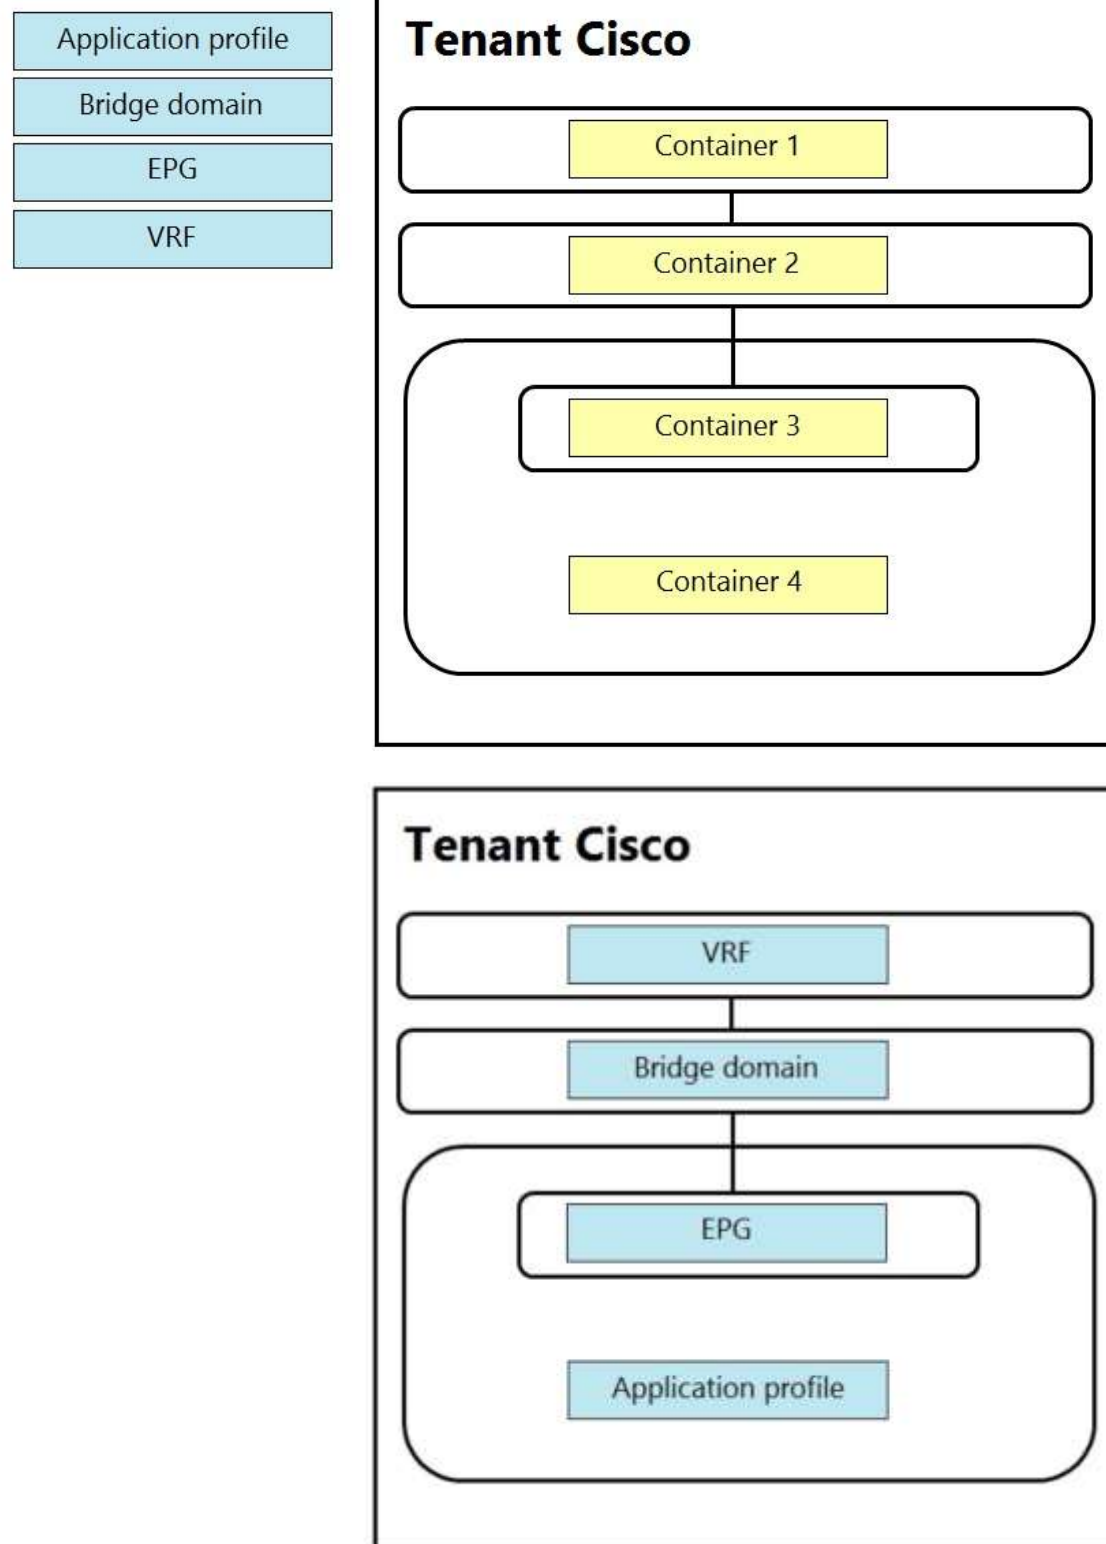 Application profile
Bridge domain
EPG
VRF
Tenant Cisco
Container 1
Container 2
Container 3
Container 4
Tenant Cisco
VRF
Bridge domain
EPG
Application profile